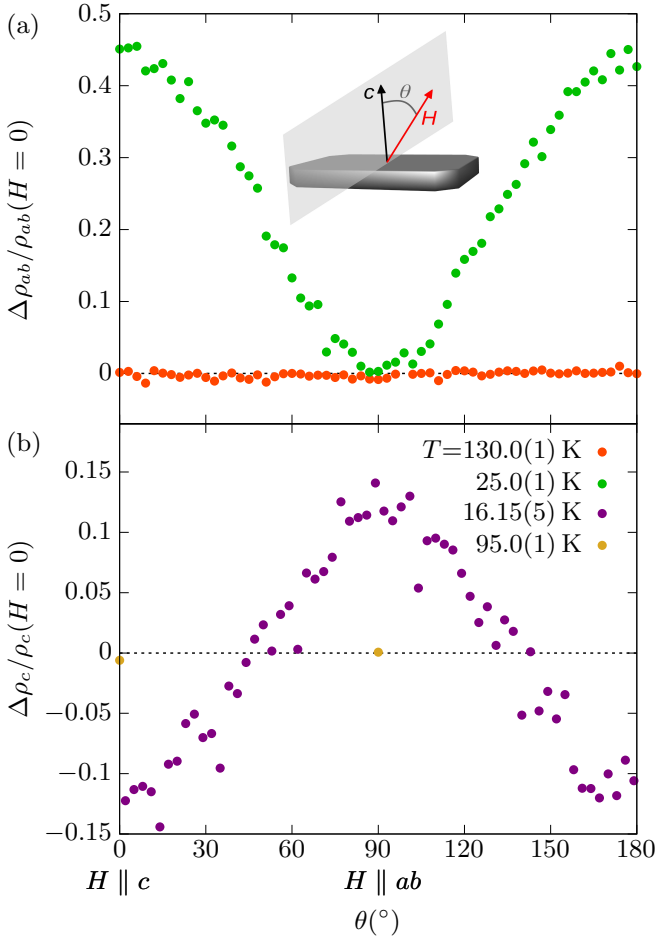 (a)
0.5
0.4
0.3
0.2
0.1
0
Δρ_ab/ρ_ab(H = 0)
c
θ
H
(b)
T=130.0(1) K
25.0(1) K
16.15(5) K
95.0(1) K
0.15
0.1
0.05
0
−0.05
−0.1
−0.15
Δρ_c/ρ_c(H = 0)
0 30 60 90 120 150 180
H ∥ c H ∥ ab
θ(°)